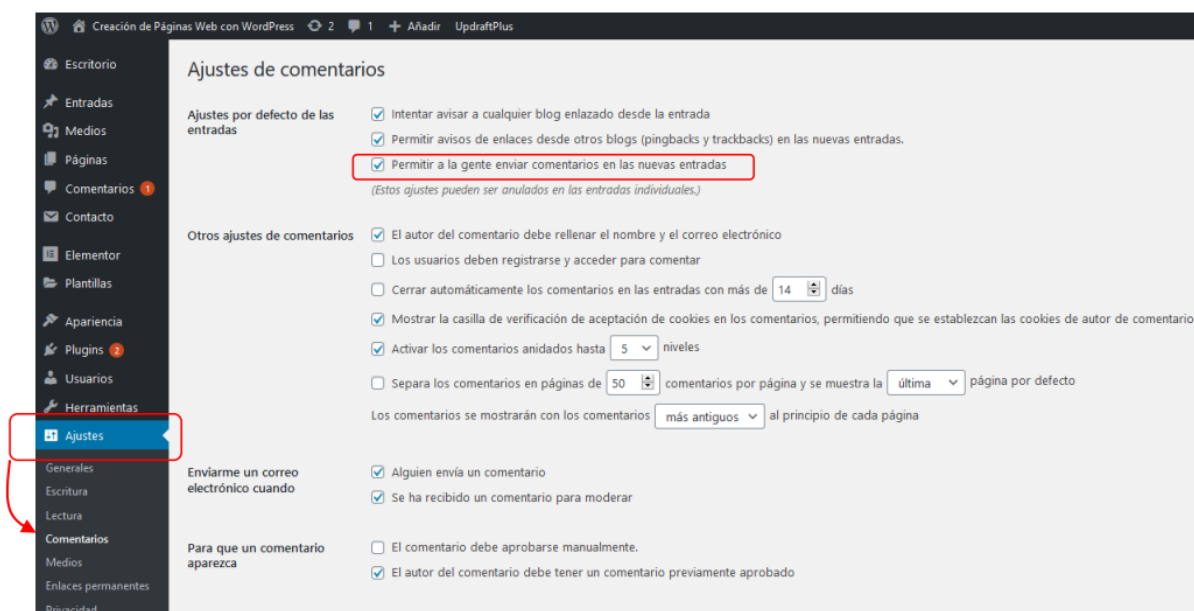 Creación de Páginas Web con WordPress 2 1 Añadir UpdraftPlus
Escritorio
Entradas
Medios
Páginas
Comentarios 1
Contacto
Elementor
Plantillas
Apariencia
Plugins 2
Usuarios
Herramientas
Ajustes
Generales
Escritura
Lectura
Comentarios
Medios
Enlaces permanentes
Privacidad
Ajustes de comentarios
Ajustes por defecto de las
entradas
Intentar avisar a cualquier blog enlazado desde la entrada
Permitir avisos de enlaces desde otros blogs (pingbacks y trackbacks) en las nuevas entradas.
Permitir a la gente enviar comentarios en las nuevas entradas
(Estos ajustes pueden ser anulados en las entradas individuales.)
Otros ajustes de comentarios
El autor del comentario debe rellenar el nombre y el correo electrónico
Los usuarios deben registrarse y acceder para comentar
Cerrar automáticamente los comentarios en las entradas con más de 14 días
Mostrar la casilla de verificación de aceptación de cookies en los comentarios, permitiendo que se establezcan las cookies de autor de comentario
Activar los comentarios anidados hasta 5 niveles
Separa los comentarios en páginas de 50 comentarios por página y se muestra la última página por defecto
Los comentarios se mostrarán con los comentarios más antiguos al principio de cada página
Enviarme un correo
electrónico cuando
Alguien envía un comentario
Se ha recibido un comentario para moderar
Para que un comentario
aparezca
El comentario debe aprobarse manualmente.
El autor del comentario debe tener un comentario previamente aprobado